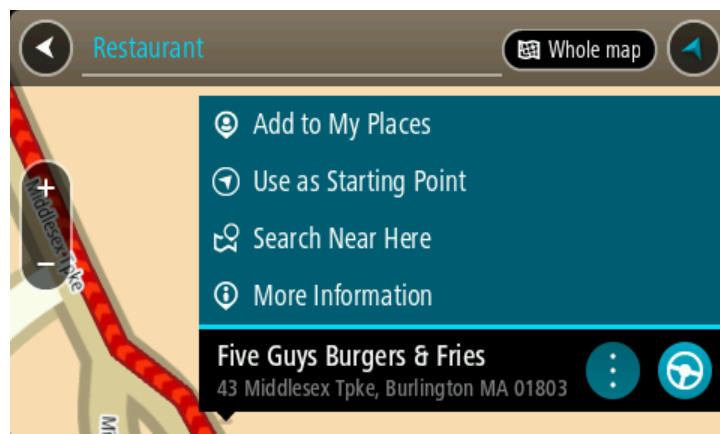 Restaurant
Whole map
Add to My Places
Use as Starting Point
Search Near Here
More Information
+
−
Middlesex Tpke
Five Guys Burgers & Fries
43 Middlesex Tpke, Burlington MA 01803
Mi